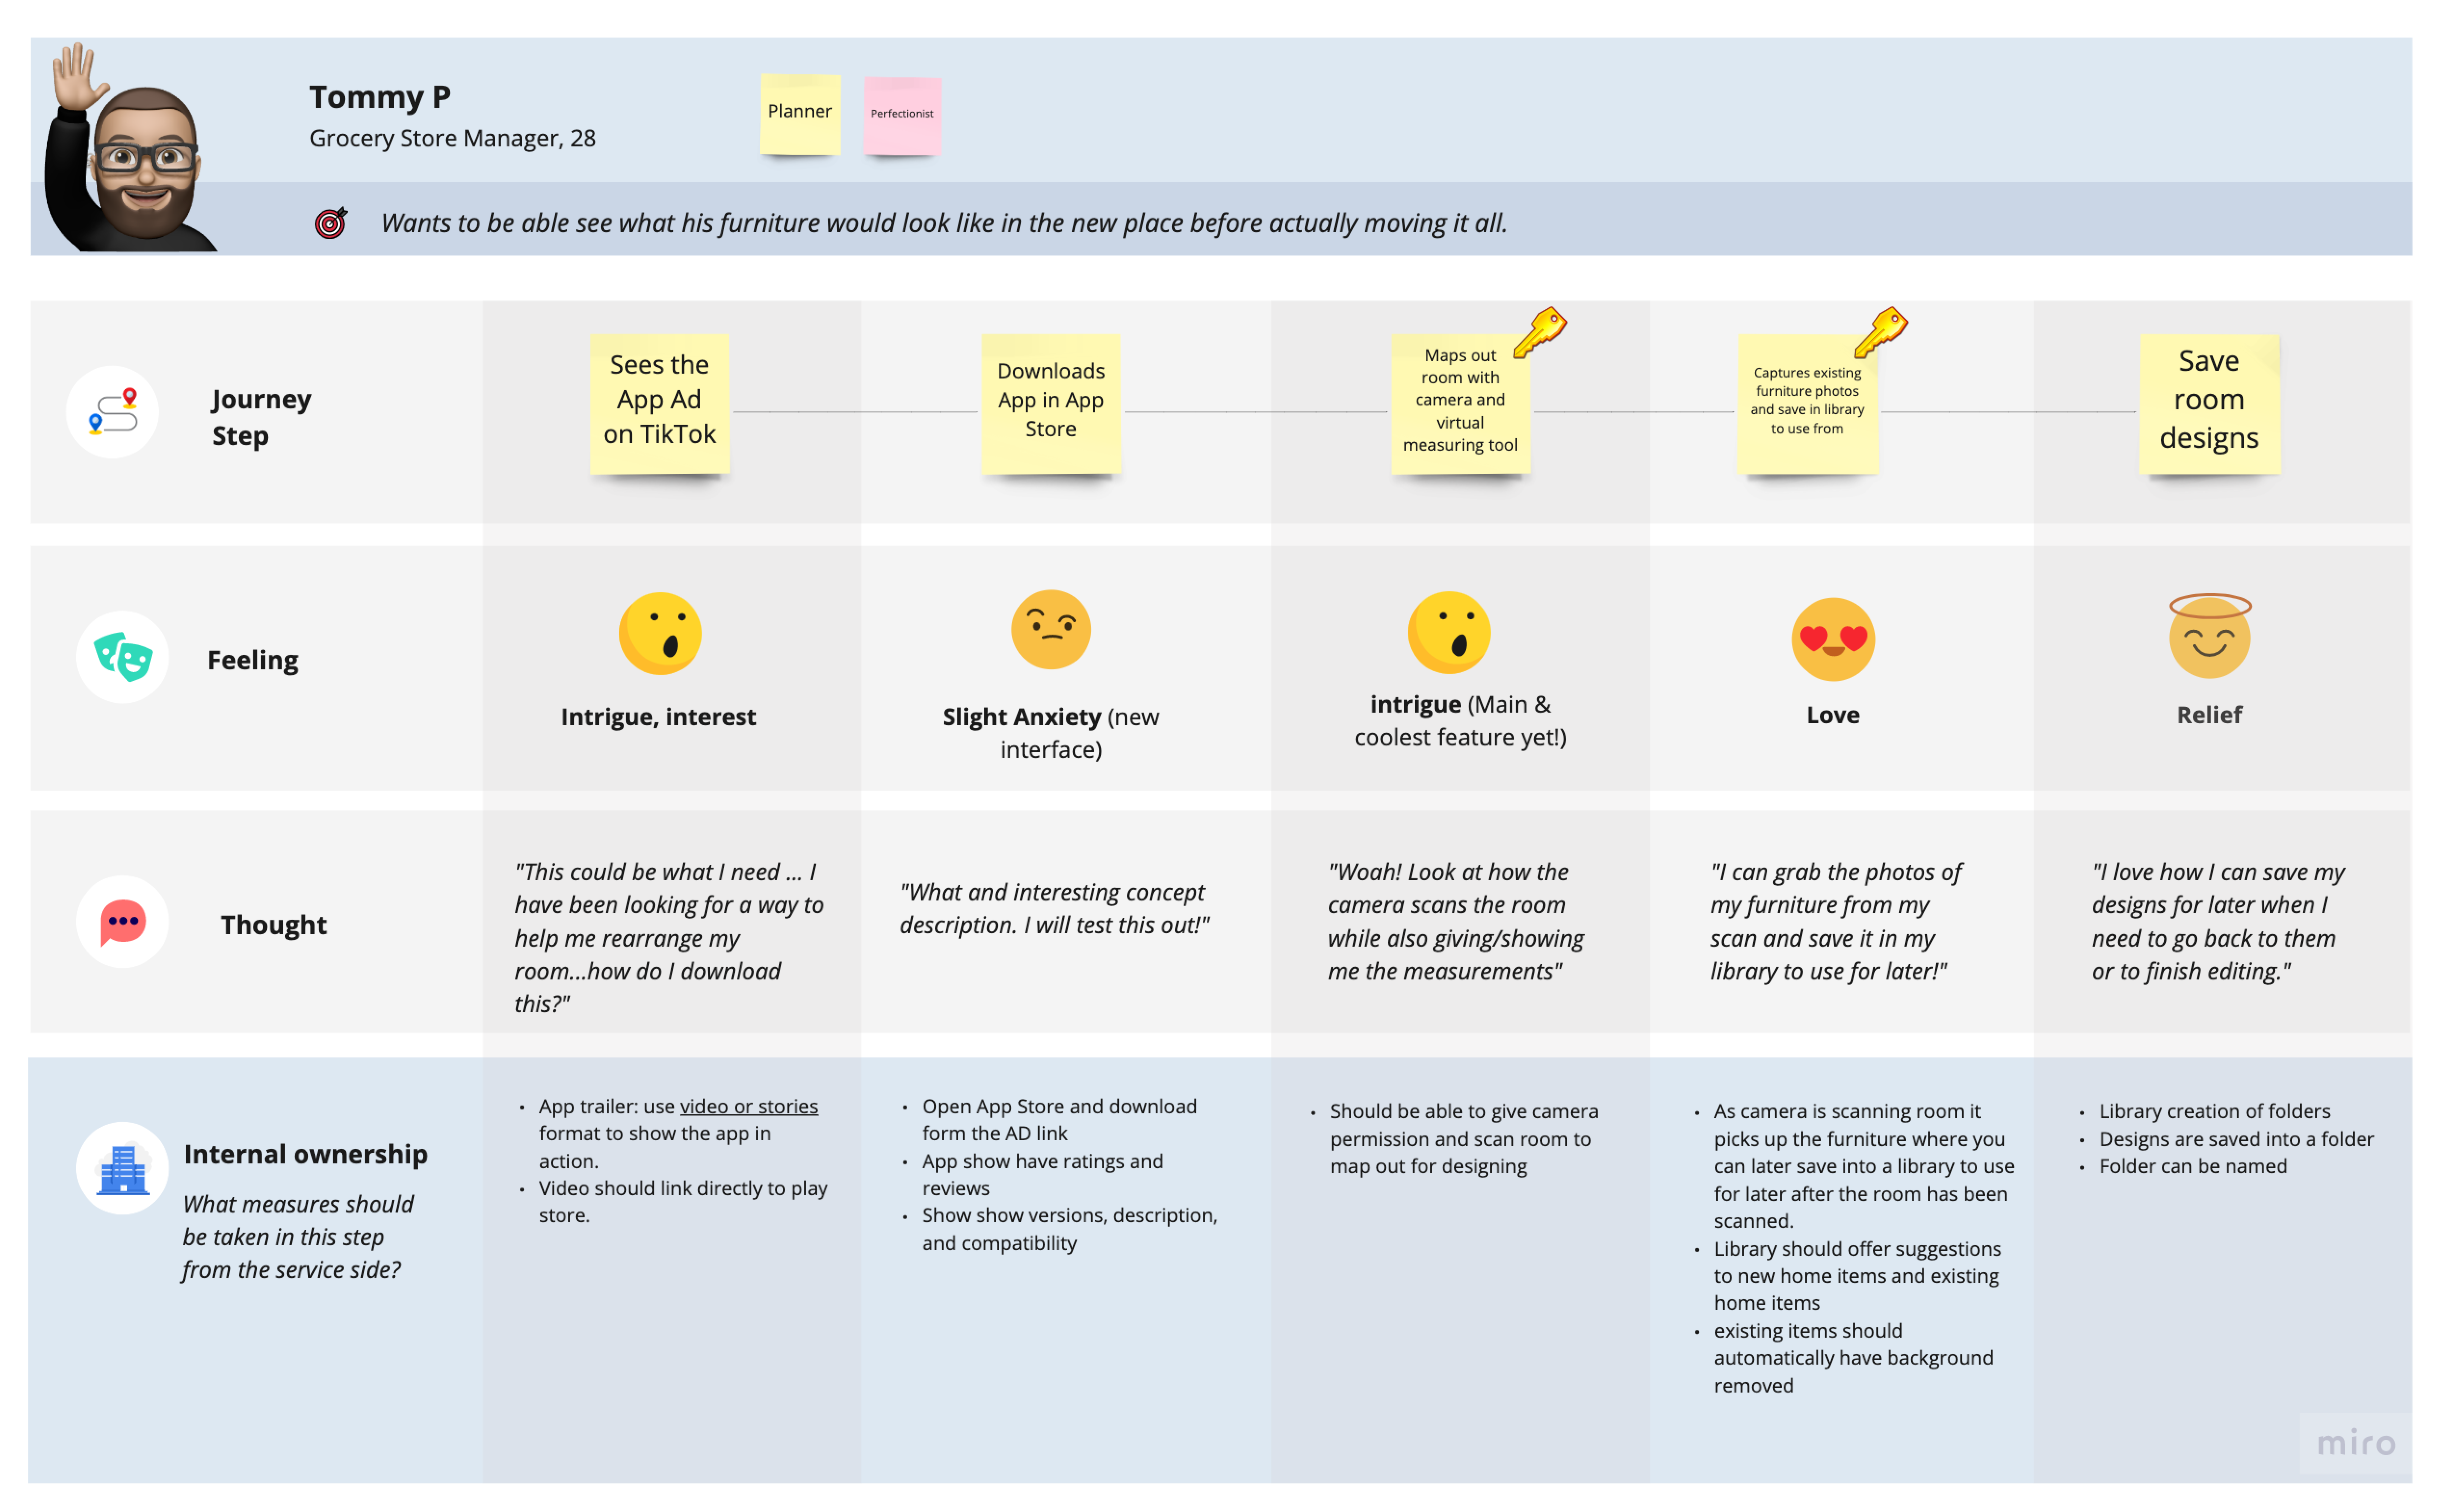 Tommy P
Grocery Store Manager, 28
Planner
Perfectionist
Wants to be able see what his furniture would look like in the new place before actually moving it all.
Journey
Step
Sees the
App Ad
on TikTok
Downloads
App in App
Store
Maps out
room with
camera and
virtual
measuring tool
Captures existing
furniture photos
and save in library
to use from
Save
room
designs
Feeling
Intrigue, interest
Slight Anxiety (new
interface)
intrigue (Main &
coolest feature yet!)
Love
Relief
Thought
"This could be what I need ... I
have been looking for a way to
help me rearrange my
room...how do I download
this?"
"What and interesting concept
description. I will test this out!"
"Woah! Look at how the
camera scans the room
while also giving/showing
me the measurements"
"I can grab the photos of
my furniture from my
scan and save it in my
library to use for later!"
"I love how I can save my
designs for later when I
need to go back to them
or to finish editing."
Internal ownership
What measures should
be taken in this step
from the service side?
• App trailer: use video or stories
format to show the app in
action.
• Video should link directly to play
store.
• Open App Store and download
form the AD link
• App show have ratings and
reviews
• Show show versions, description,
and compatibility
• Should be able to give camera
permission and scan room to
map out for designing
• As camera is scanning room it
picks up the furniture where you
can later save into a library to use
for later after the room has been
scanned.
• Library should offer suggestions
to new home items and existing
home items
• existing items should
automatically have background
removed
• Library creation of folders
• Designs are saved into a folder
• Folder can be named
miro